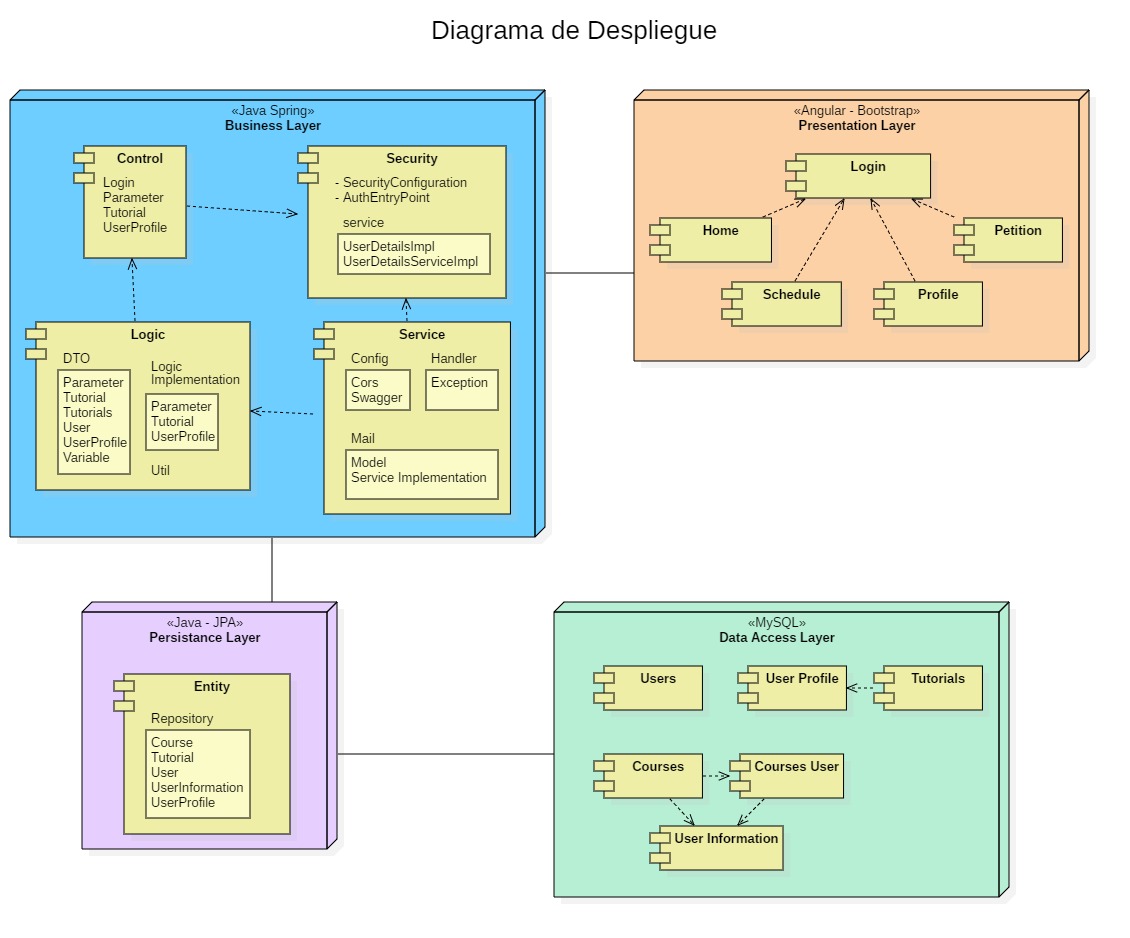 Diagrama de Despliegue
«Java Spring»
Business Layer
Control
Login
Parameter
Tutorial
UserProfile
Security
- SecurityConfiguration
- AuthEntryPoint
service
UserDetailsImpl
UserDetailsServiceImpl
Logic
DTO
Parameter
Tutorial
Tutorials
User
UserProfile
Variable
Logic
Implementation
Parameter
Tutorial
UserProfile
Util
Service
Config
Cors
Swagger
Handler
Exception
Mail
Model
Service Implementation
«Angular - Bootstrap»
Presentation Layer
Login
Home
Petition
Schedule
Profile
«Java - JPA»
Persistance Layer
Entity
Repository
Course
Tutorial
User
UserInformation
UserProfile
«MySQL»
Data Access Layer
Users
User Profile
Tutorials
Courses
Courses User
User Information